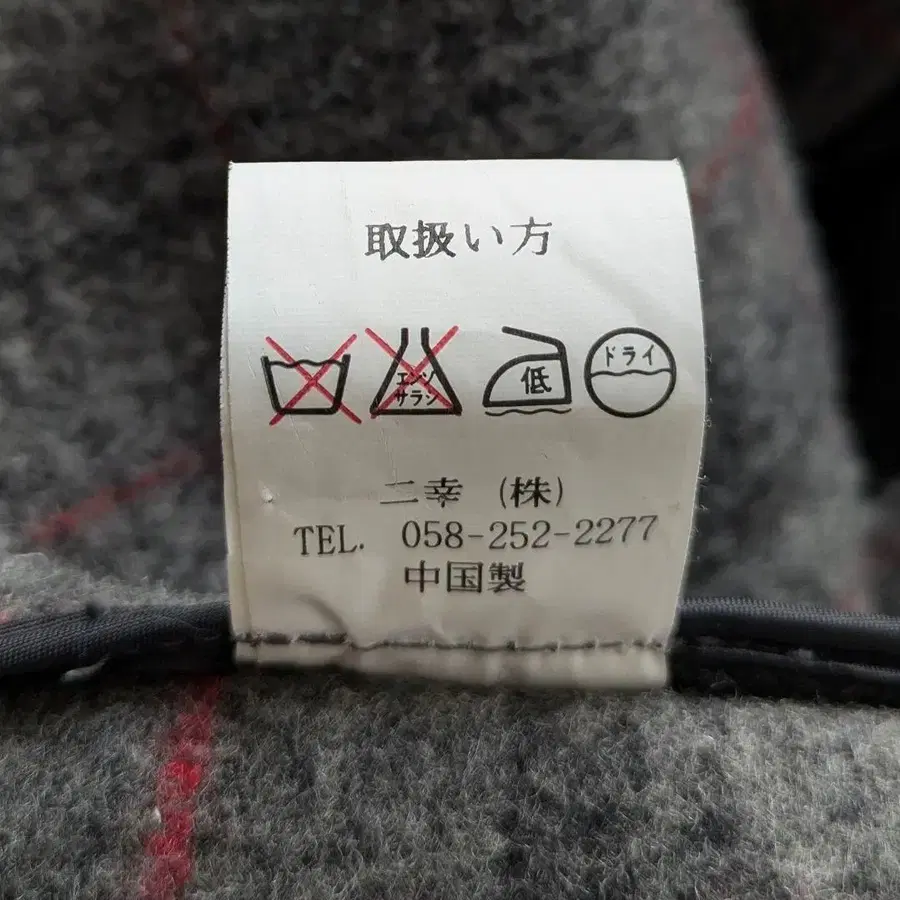 取扱い方
エンソ
サラシ
低
ドライ
二幸 (株)
TEL. 058-252-2277
中国製